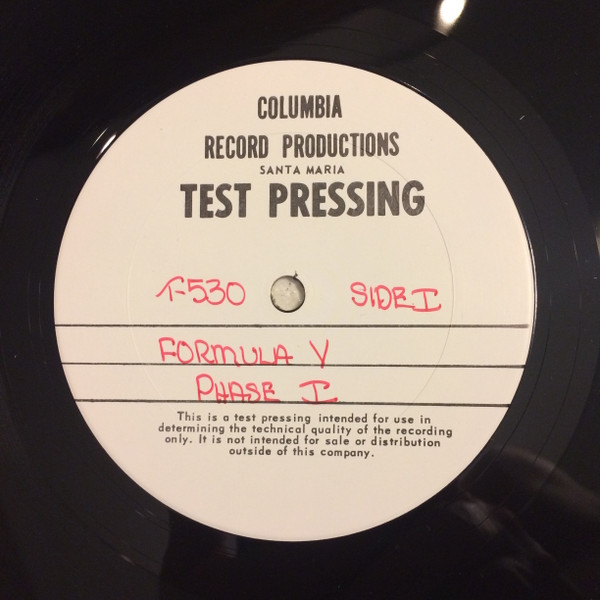 COLUMBIA
RECORD PRODUCTIONS
SANTA MARIA
TEST PRESSING
T-530 SIDE I
FORMULA V
PHASE I
This is a test pressing intended for use in
determining the technical quality of the recording
only. It is not intended for sale or distribution
outside of this company.